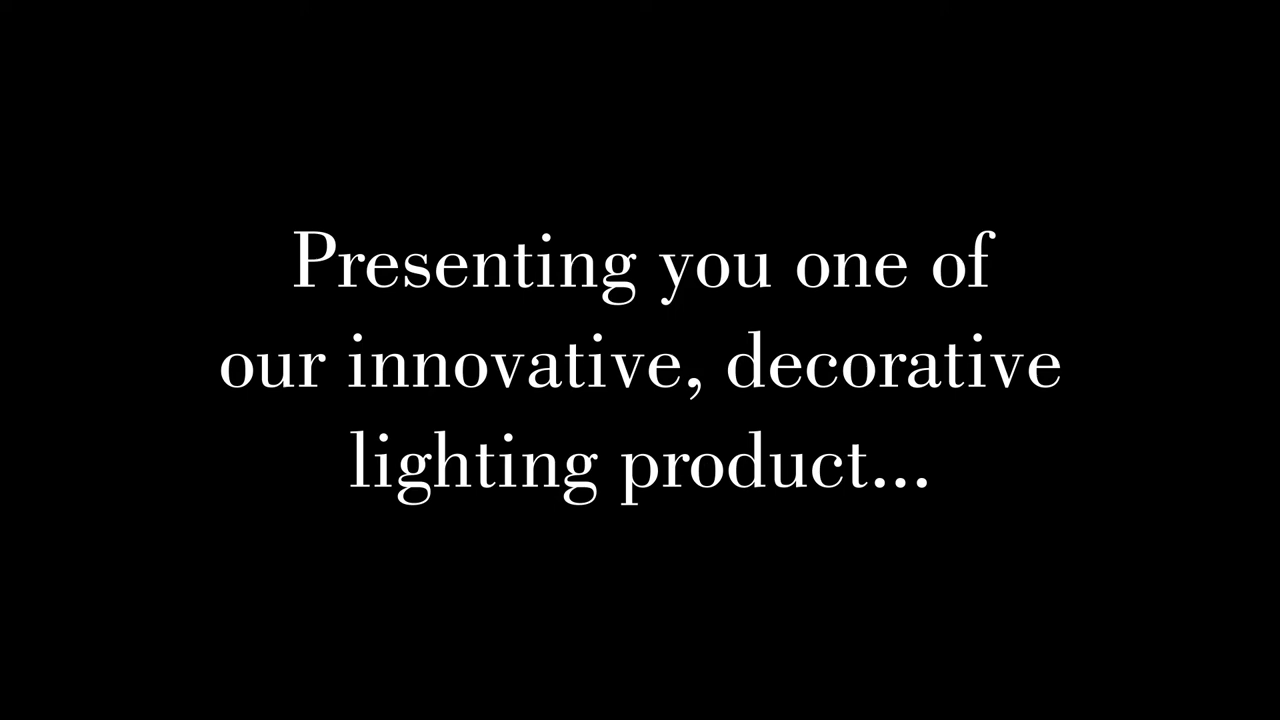 Presenting you one of
our innovative, decorative
lighting product...